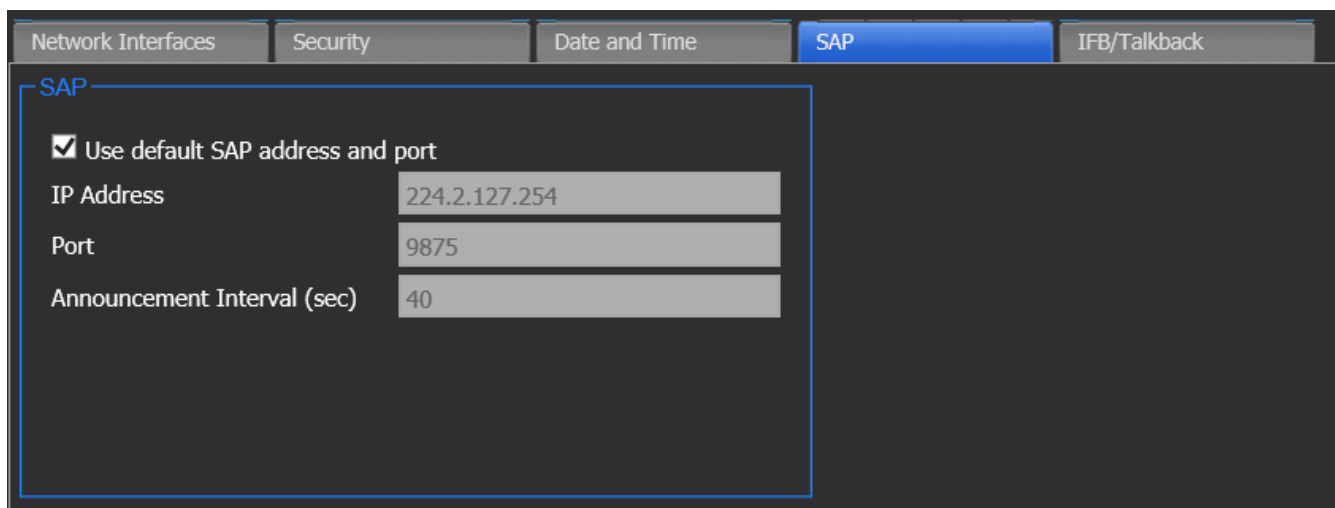 Network Interfaces Security Date and Time SAP IFB/Talkback
SAP
Use default SAP address and port
IP Address 224.2.127.254
Port 9875
Announcement Interval (sec) 40